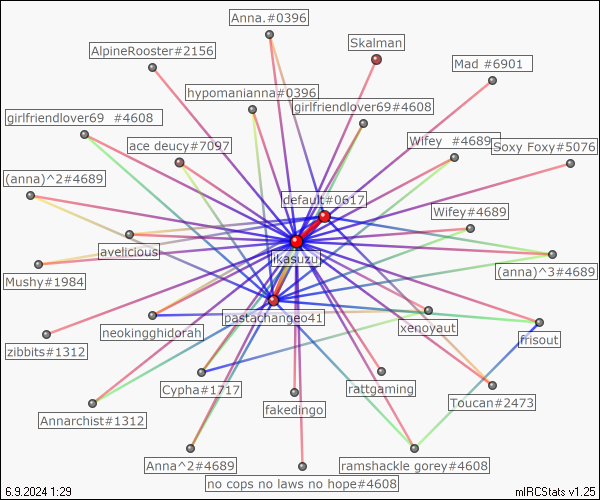 Anna.#0396
Skalman
AlpineRooster#2156
Mad #6901
hypomanianna#0396
girlfriendlover69#4608
girlfriendlover69 #4608
ace deucy#7097
Wifey #4689
Soxy Foxy#5076
(anna)^2#4689
default#0617
Wifey#4689
avelicious
jikasuzuj
(anna)^3#4689
Mushy#1984
pastachangeo41
neokingghidorah
xenoyaut
frisout
zibbits#1312
Cypha#1717
rattgaming
Toucan#2473
Annarchist#1312
fakedingo
Anna^2#4689
ramshackle gorey#4608
no cops no laws no hope#4608
6.9.2024 1:29
mIRCStats v1.25